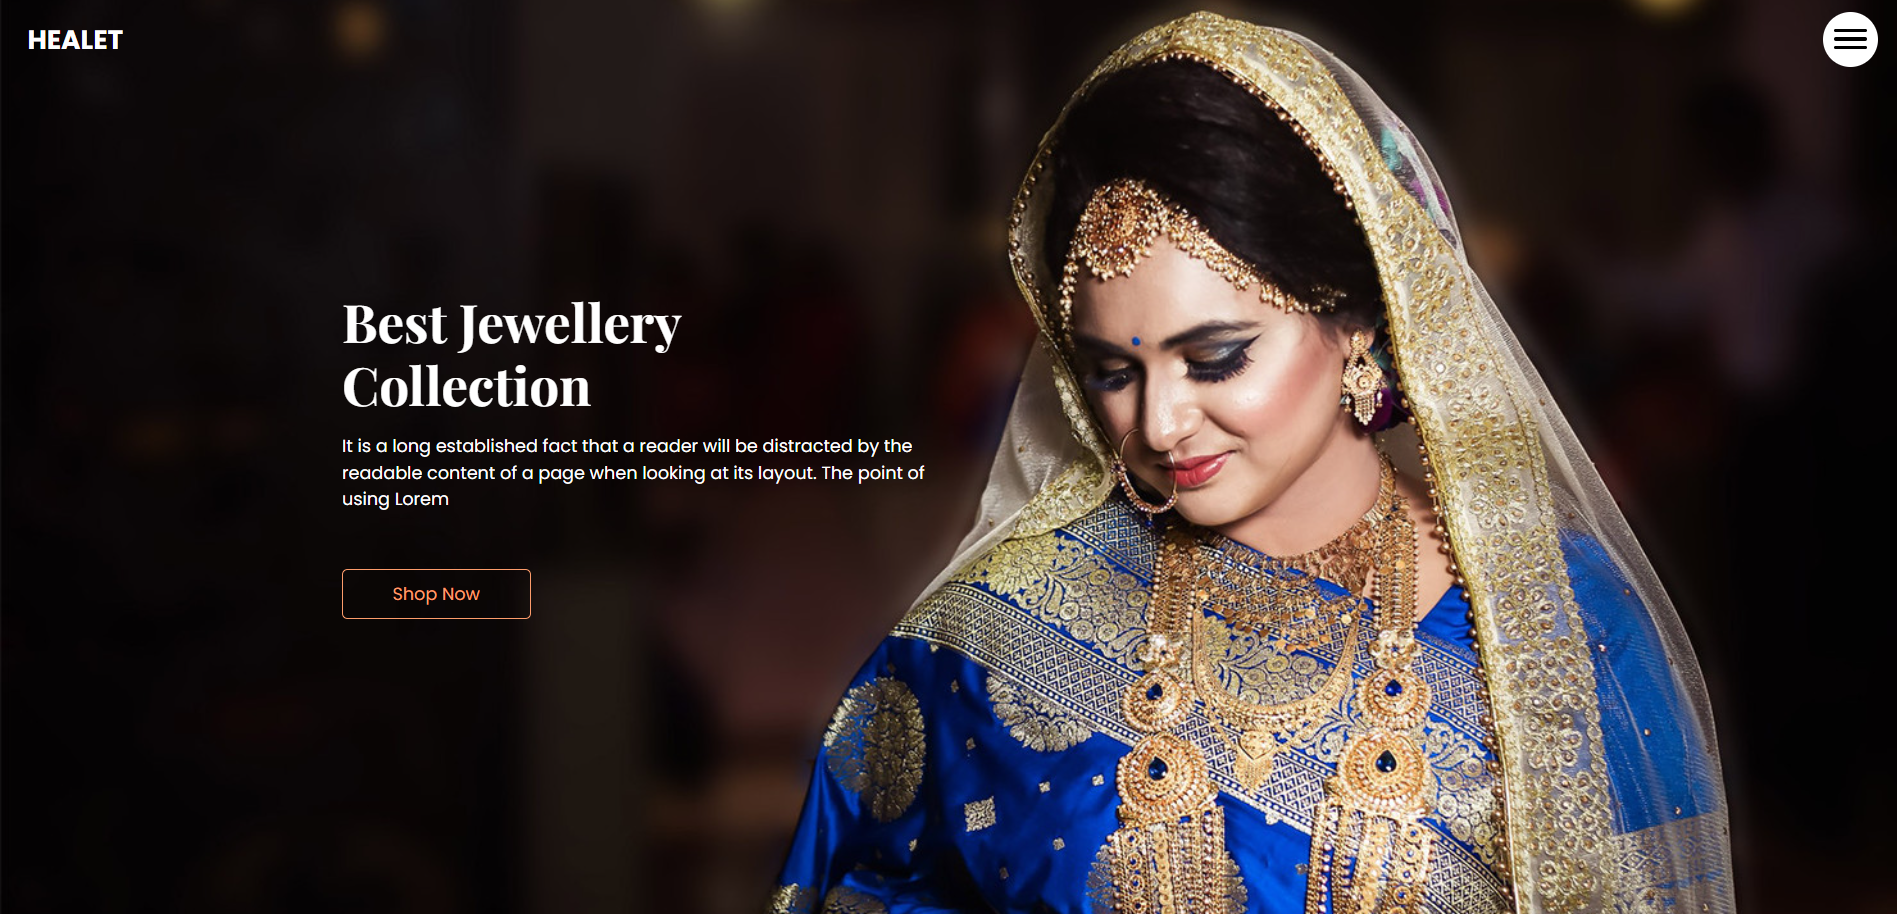 HEALET
Best Jewellery
Collection
It is a long established fact that a reader will be distracted by the
readable content of a page when looking at its layout. The point of
using Lorem
Shop Now